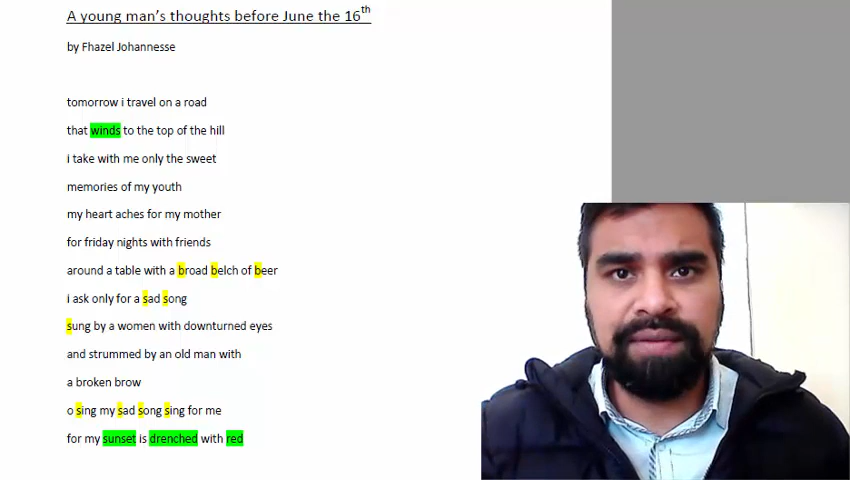 A young man's thoughts before June the 16th
by Fhazel Johannesse
tomorrow i travel on a road
that winds to the top of the hill
i take with me only the sweet
memories of my youth
my heart aches for my mother
for friday nights with friends
around a table with a broad belch of beer
i ask only for a sad song
sung by a women with downturned eyes
and strummed by an old man with
a broken brow
o sing my sad song sing for me
for my sunset is drenched with red